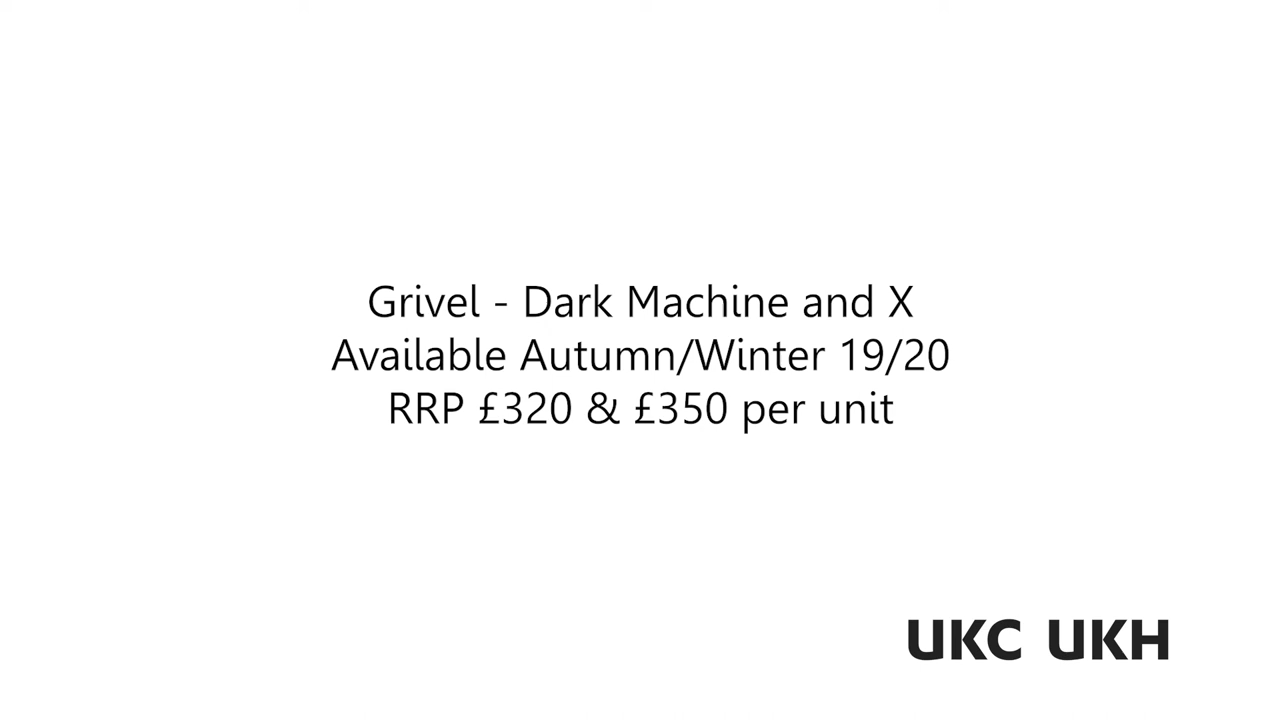 Grivel - Dark Machine and X
Available Autumn/Winter 19/20
RRP £320 & £350 per unit
UKC UKH